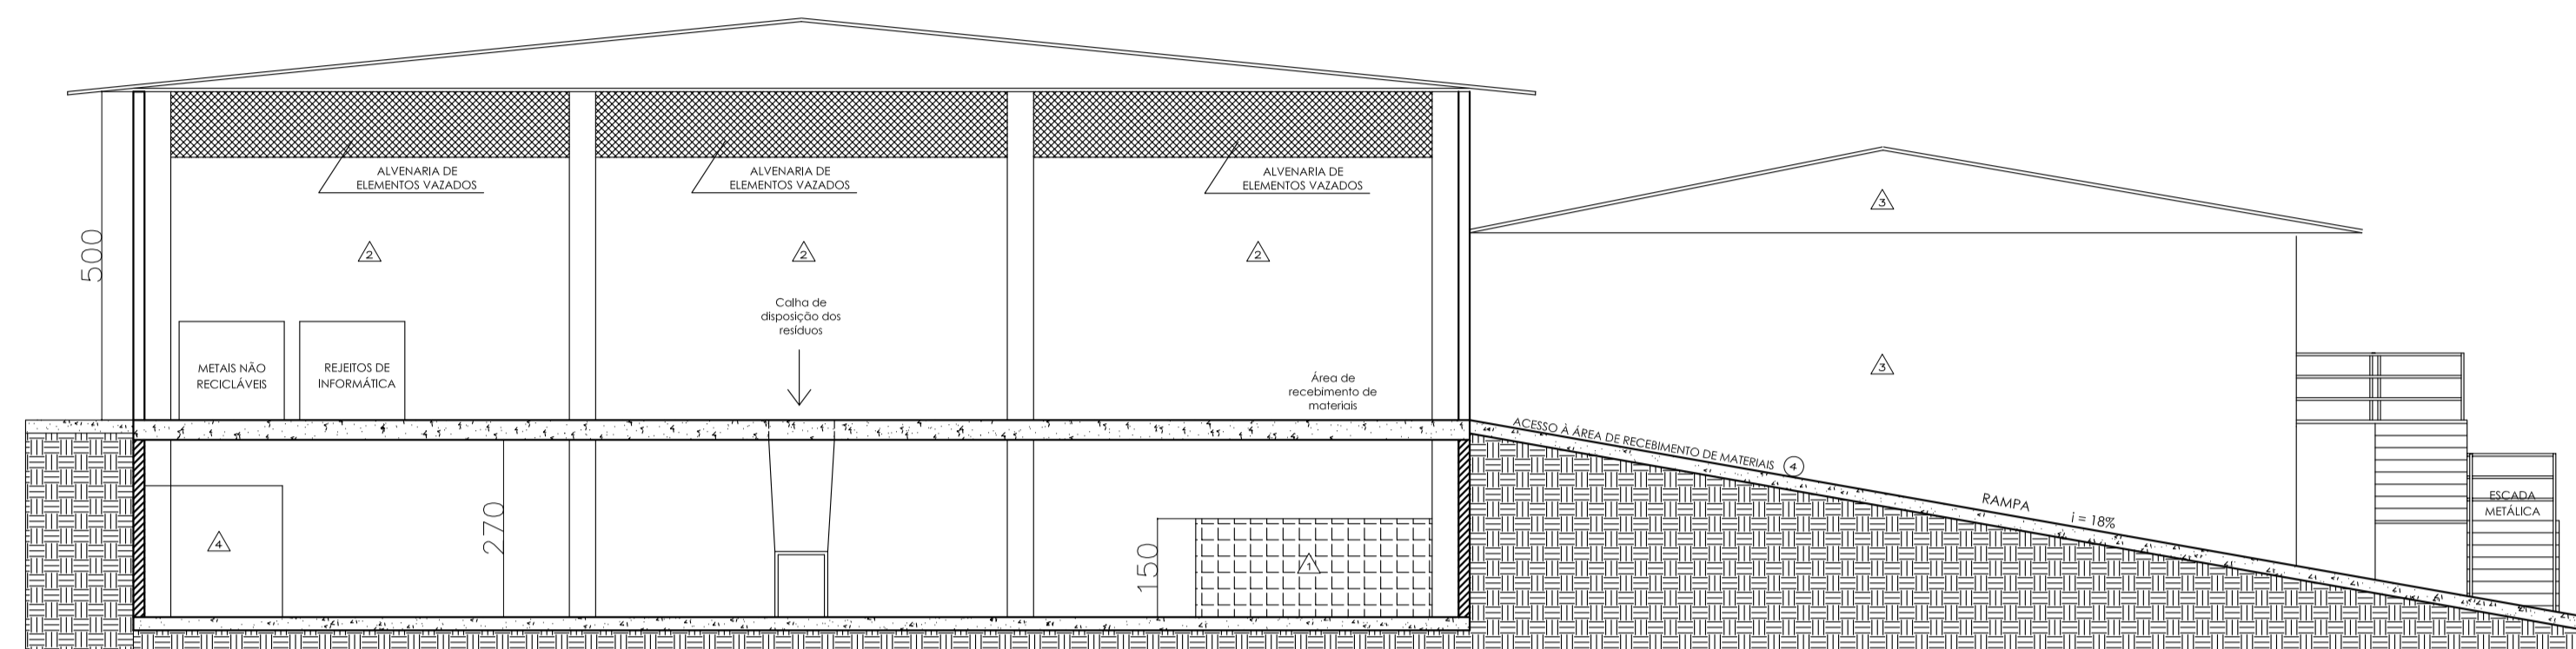 ALVENARIA DE
ELEMENTOS VAZADOS
ALVENARIA DE
ELEMENTOS VAZADOS
ALVENARIA DE
ELEMENTOS VAZADOS
3
500
2
2
2
Calha de
disposição dos
resíduos
METAIS NÃO
RECICLÁVEIS
REJEITOS DE
INFORMÁTICA
Área de
recebimento de
materiais
3
ACESSO À ÁREA DE RECEBIMENTO DE MATERIAIS 4
RAMPA i = 18%
ESCADA
METÁLICA
4
270
150
1